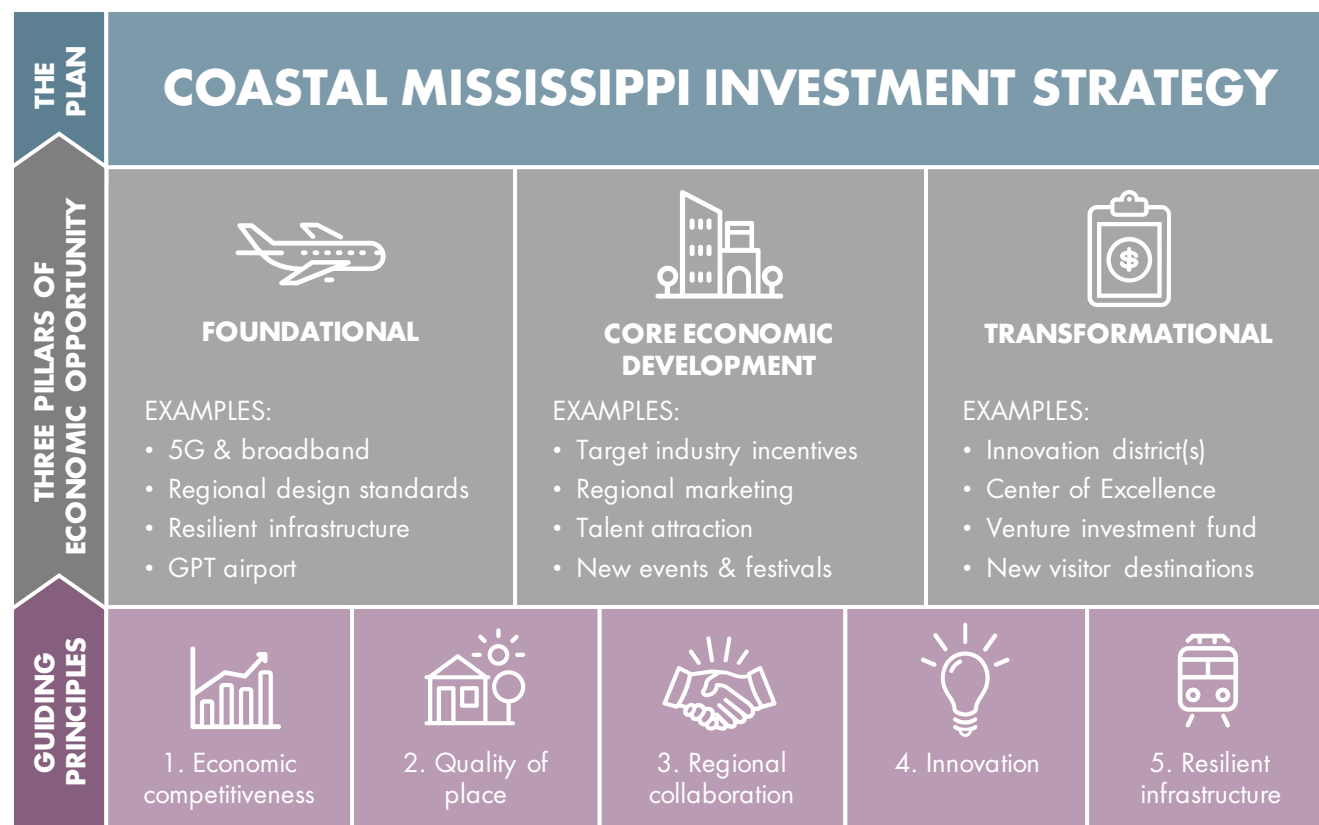 THE
PLAN
COASTAL MISSISSIPPI INVESTMENT STRATEGY
THREE PILLARS OF
ECONOMIC OPPORTUNITY
FOUNDATIONAL
EXAMPLES:
• 5G & broadband
• Regional design standards
• Resilient infrastructure
• GPT airport
CORE ECONOMIC
DEVELOPMENT
EXAMPLES:
• Target industry incentives
• Regional marketing
• Talent attraction
• New events & festivals
$
TRANSFORMATIONAL
EXAMPLES:
• Innovation district(s)
• Center of Excellence
• Venture investment fund
• New visitor destinations
GUIDING
PRINCIPLES
1. Economic
competitiveness
2. Quality of
place
3. Regional
collaboration
4. Innovation
5. Resilient
infrastructure